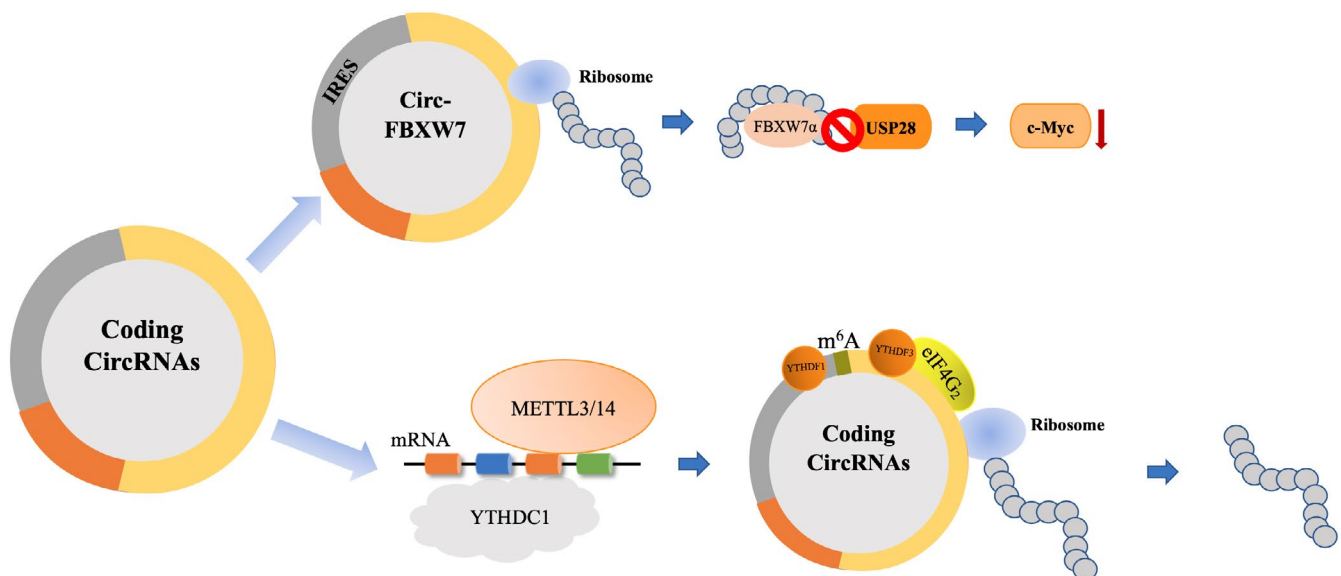 IRES
Circ-
FBXW7
Ribosome
FBXW7α
USP28
c-Myc
Coding
CircRNAs
mRNA
METTL3/14
YTHDC1
YTHDF1
m⁶A
YTHDF3
eIF4G₂
Coding
CircRNAs
Ribosome